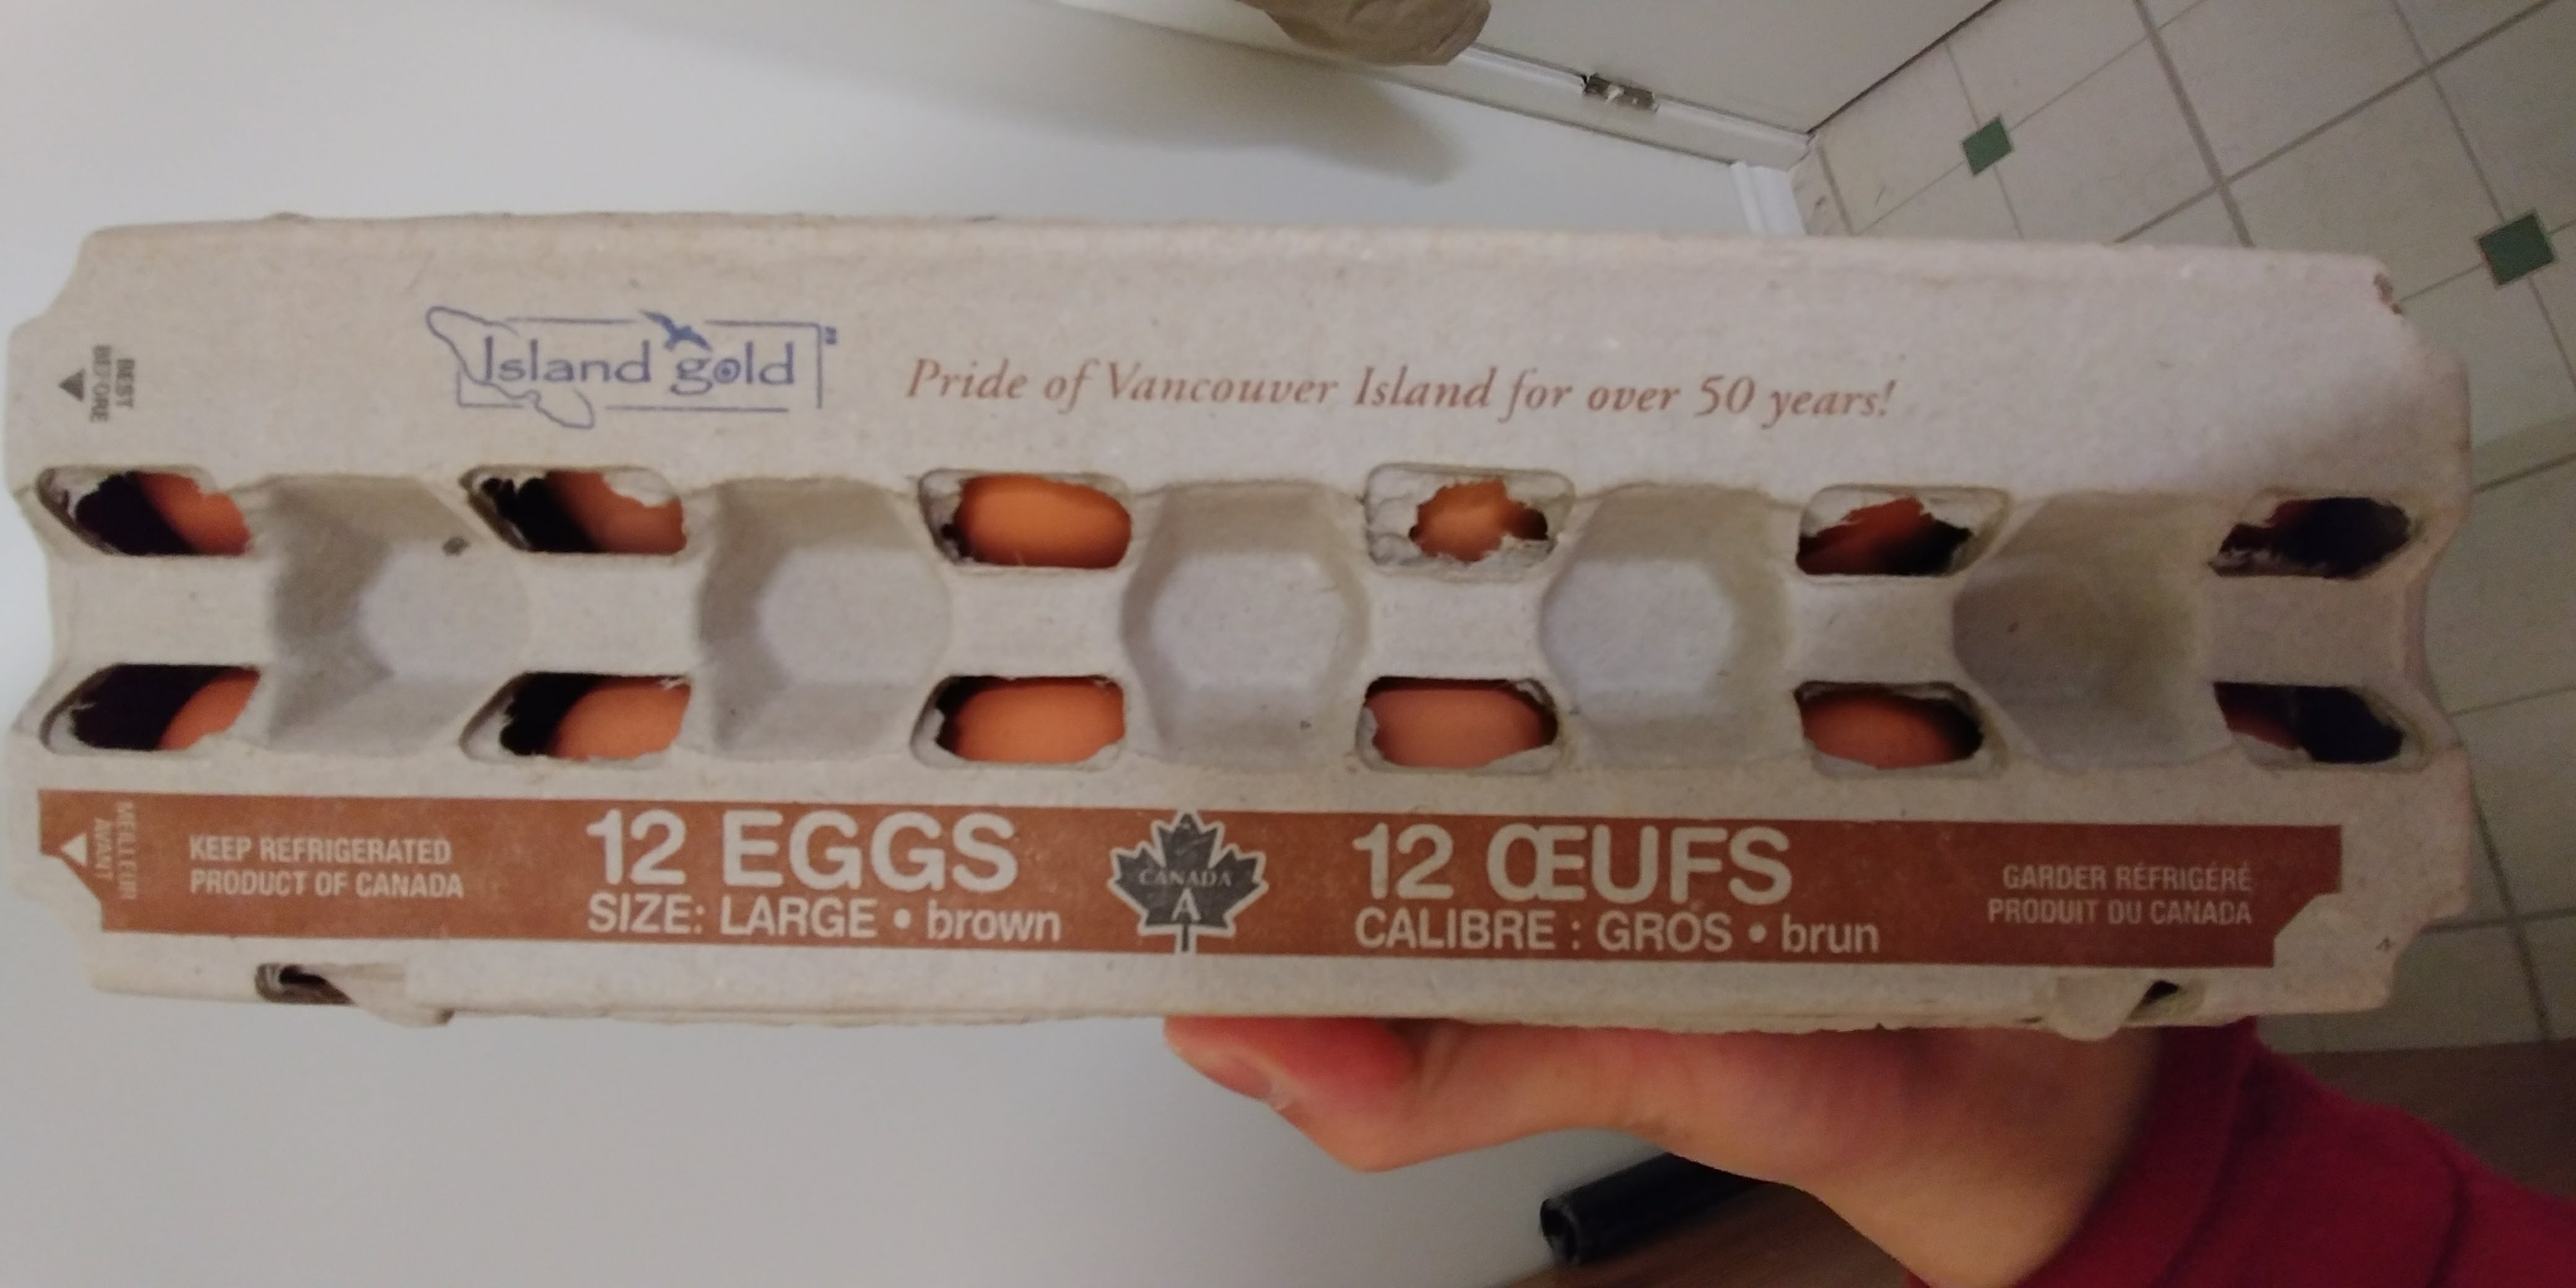 Island gold
Pride of Vancouver Island for over 50 years!
BEST
BEFORE
KEEP REFRIGERATED
PRODUCT OF CANADA
12 EGGS
SIZE: LARGE • brown
CANADA
A
12 ŒUFS
CALIBRE : GROS • brun
GARDER RÉFRIGÉRÉ
PRODUIT DU CANADA
MEILLEUR
AVANT